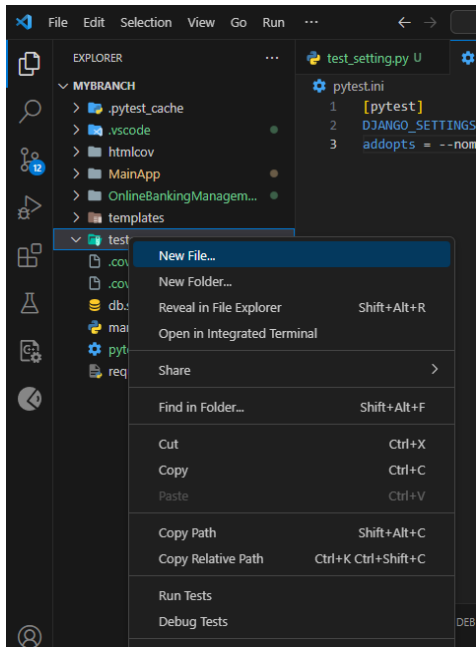 File Edit Selection View Go Run ···
EXPLORER ···
MYBRANCH
.pytest_cache
.vscode
htmlcov
MainApp
OnlineBankingManagem...
templates
12
test_setting.py U
pytest.ini
1 [pytest]
2 DJANGO_SETTINGS
3 addopts = --nom
New File...
New Folder...
Reveal in File Explorer Shift+Alt+R
Open in Integrated Terminal
Share
Find in Folder... Shift+Alt+F
Cut Ctrl+X
Copy Ctrl+C
Paste Ctrl+V
Copy Path Shift+Alt+C
Copy Relative Path Ctrl+K Ctrl+Shift+C
Run Tests
Debug Tests